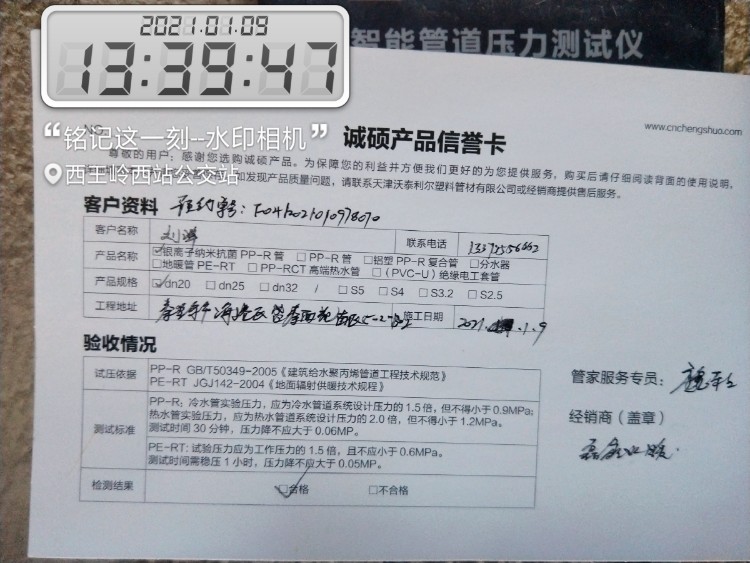 2021.01.09
13:39:47
智能管道压力测试仪
“铭记这一刻--水印相机”
西王岭西站公交站
NO
www.cnchengshuo.com
诚硕产品信誉卡
尊敬的用户：感谢您选购诚硕产品。为保障您的利益并方便我们更好的为您提供服务，购买后请仔细阅读背面的使用说明。
如发现产品质量问题，请联系天津沃泰利尔塑料管材有限公司或经销商提供售后服务。
客户资料 预约号：
客户名称 刘 联系电话
产品名称 ☑银离子纳米抗菌 PP-R 管 □PP-R 管 □铝塑 PP-R 复合管 □分水器
□地暖管 PE-RT □PP-RCT 高端热水管 □(PVC-U) 绝缘电工套管
产品规格 ☑dn20 □dn25 □dn32 / □S5 □S4 □S3.2 □S2.5
工程地址 施工日期 2021.1.9
验收情况
试压依据 PP-R GB/T50349-2005《建筑给水聚丙烯管道工程技术规范》
PE-RT JGJ142-2004《地面辐射供暖技术规程》
管家服务专员：
测试标准 PP-R: 冷水管实验压力，应为冷水管道系统设计压力的 1.5 倍，但不得小于 0.9MPa;
热水管实验压力，应为热水管道系统设计压力的 2.0 倍，但不得小于 1.2MPa。
测试时间 30 分钟，压力降不应大于 0.06MP。
经销商（盖章）
PE-RT: 试验压力应为工作压力的 1.5 倍，且不应小于 0.6MPa。
测试时间需稳压 1 小时，压力降不应大于 0.05MP。
检测结果 ☑合格 □不合格